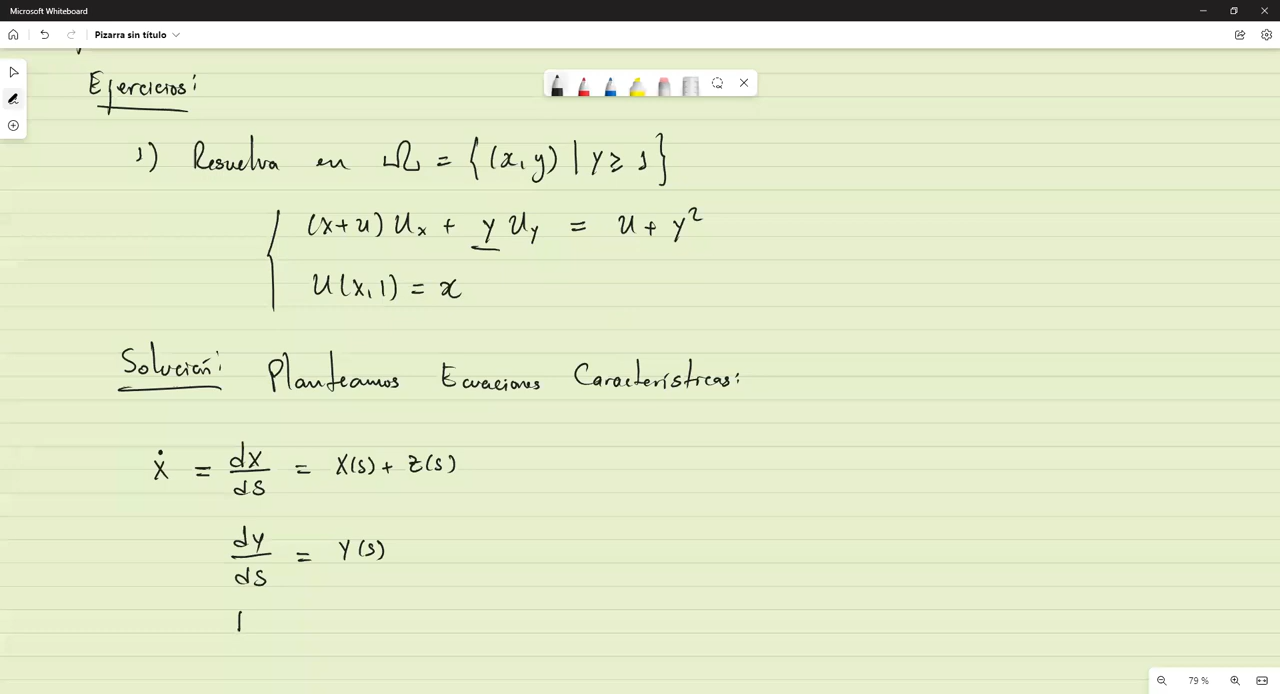 Microsoft Whiteboard
Pizarra sin título
Ejercicios:
1) Resuelva en Ω = {(x,y) | y ≥ 1}
(x+u) Ux + y Uy = u + y²
U(x,1) = x
Solución: Planteamos Ecuaciones Características:
Ẋ = dX/ds = X(s) + Z(s)
dy/ds = Y(s)
79 %